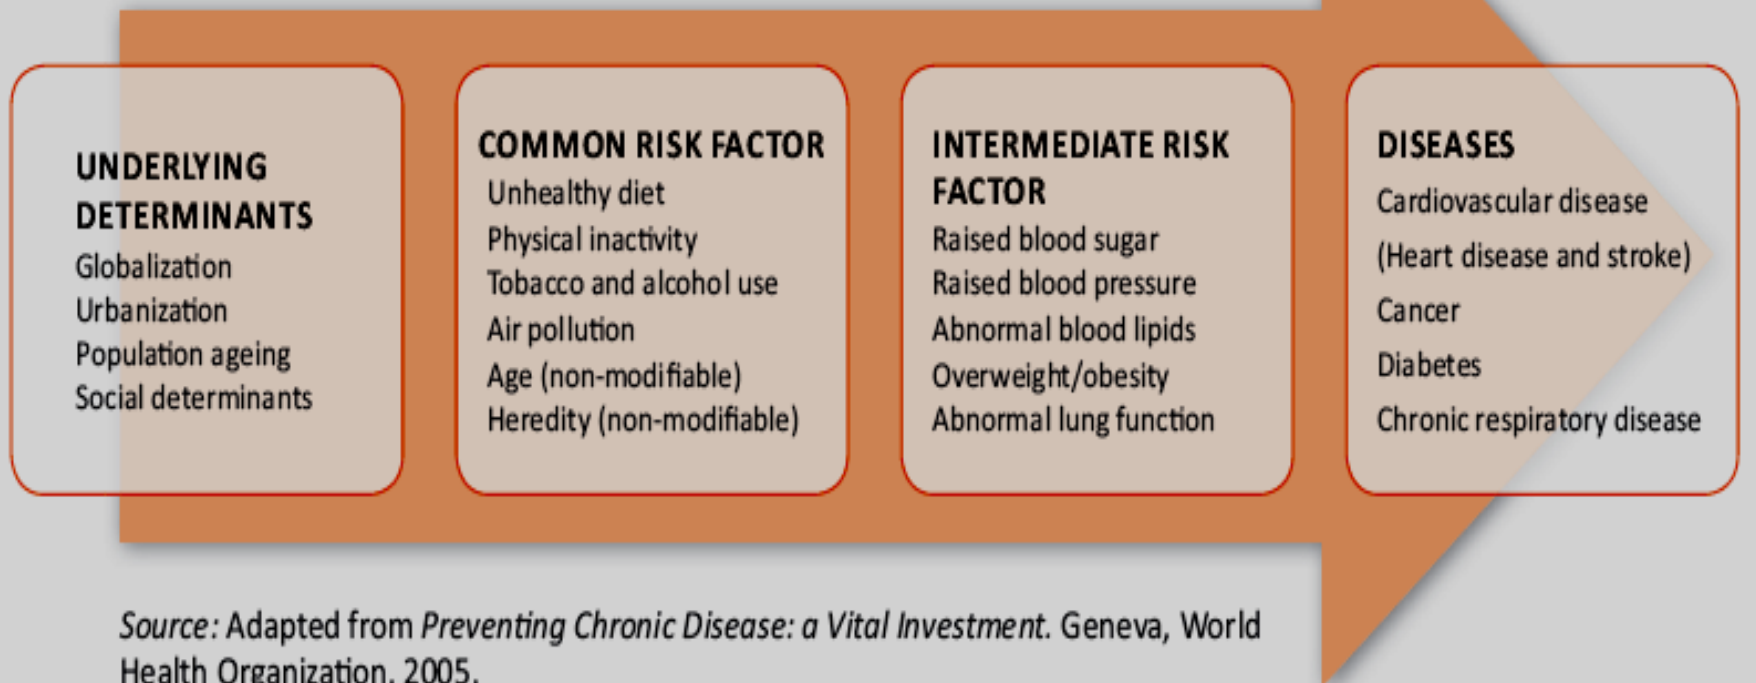 UNDERLYING
DETERMINANTS
Globalization
Urbanization
Population ageing
Social determinants
COMMON RISK FACTOR
Unhealthy diet
Physical inactivity
Tobacco and alcohol use
Air pollution
Age (non-modifiable)
Heredity (non-modifiable)
INTERMEDIATE RISK
FACTOR
Raised blood sugar
Raised blood pressure
Abnormal blood lipids
Overweight/obesity
Abnormal lung function
DISEASES
Cardiovascular disease
(Heart disease and stroke)
Cancer
Diabetes
Chronic respiratory disease
Source: Adapted from Preventing Chronic Disease: a Vital Investment. Geneva, World
Health Organization, 2005.